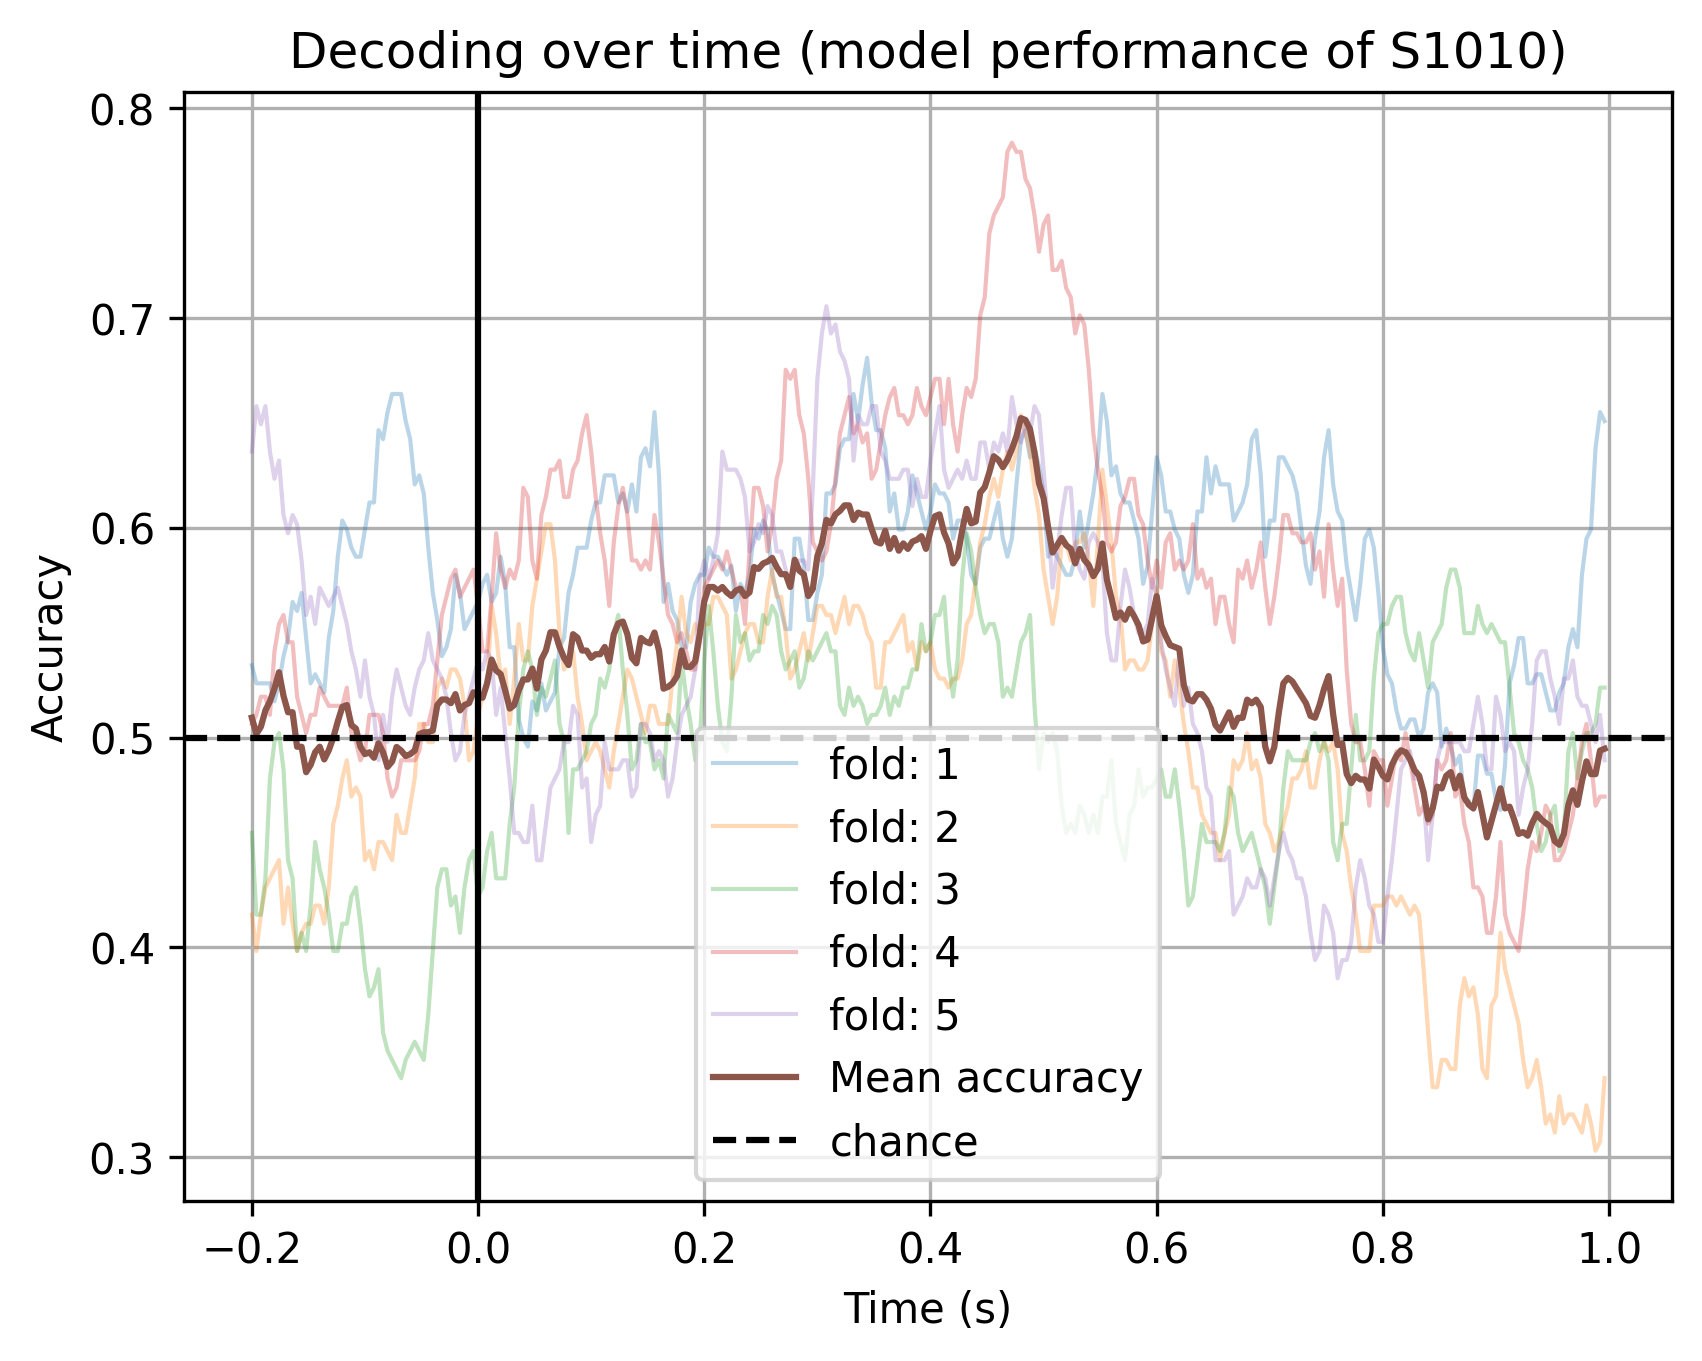 Decoding over time (model performance of S1010)
Accuracy
0.8
0.7
0.6
0.5
0.4
0.3
fold: 1
fold: 2
fold: 3
fold: 4
fold: 5
Mean accuracy
chance
−0.2 0.0 0.2 0.4 0.6 0.8 1.0
Time (s)